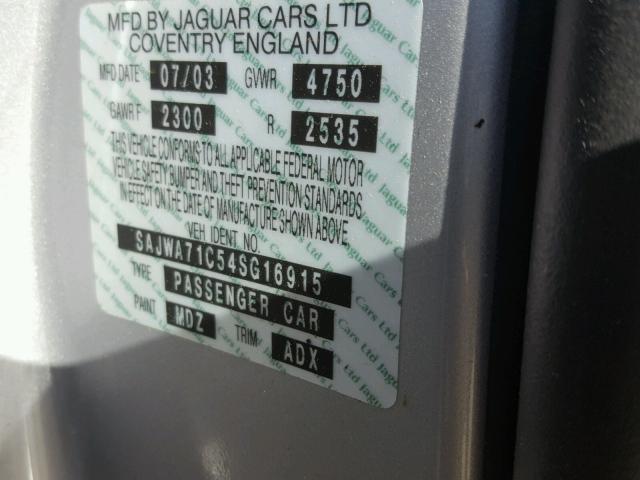 MFD BY JAGUAR CARS LTD
COVENTRY ENGLAND
MFD DATE 07/03 GVWR 4750
GAWR F 2300 R 2535
THIS VEHICLE CONFORMS TO ALL APPLICABLE FEDERAL MOTOR
VEHICLE SAFETY BUMPER AND THEFT PREVENTION STANDARDS
IN EFFECT ON THE DATE OF MANUFACTURE SHOWN ABOVE.
VEH IDENT. NO.
SAJWA71C54SG16915
TYPE PASSENGER CAR
PAINT MDZ TRIM ADX